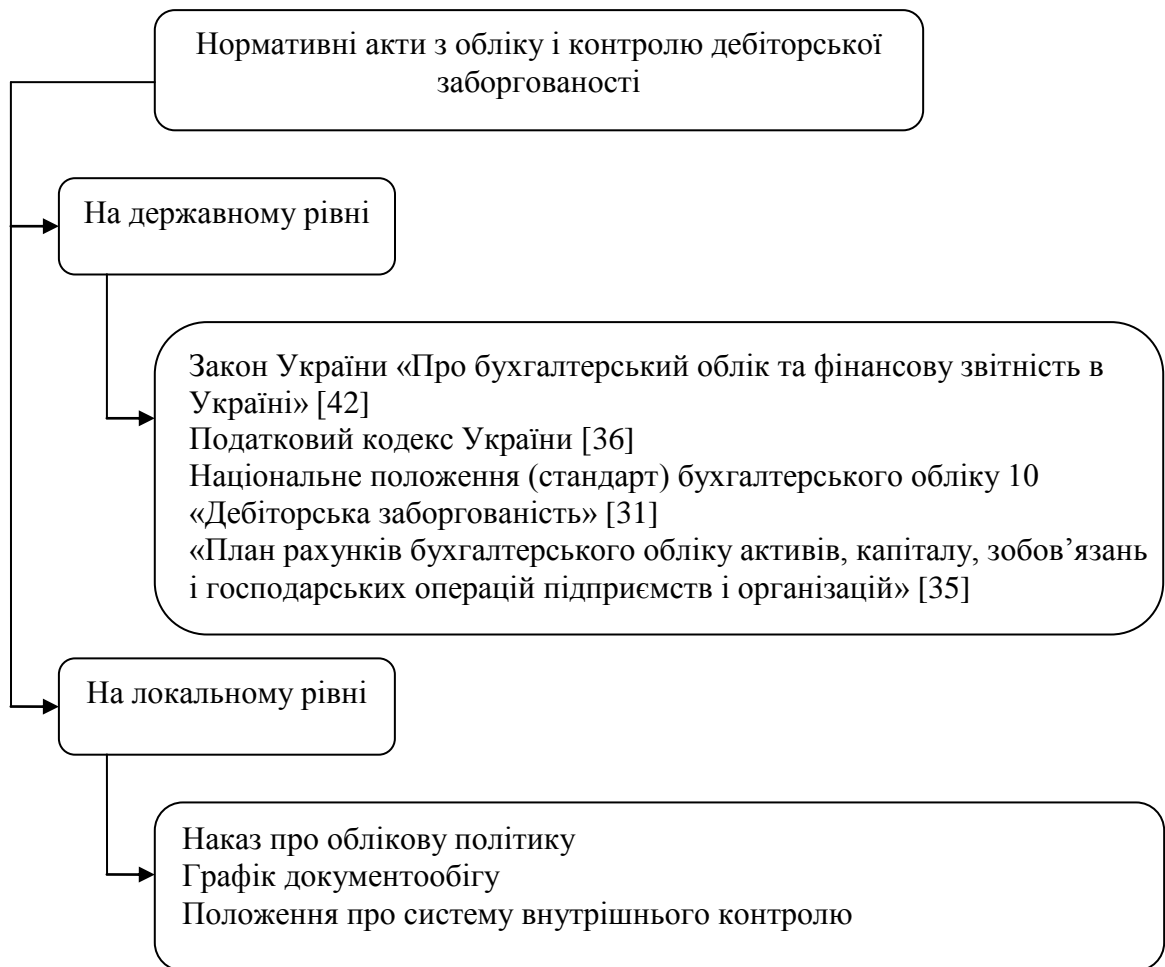 Нормативні акти з обліку і контролю дебіторської
заборгованості
На державному рівні
Закон України «Про бухгалтерський облік та фінансову звітність в
Україні» [42]
Податковий кодекс України [36]
Національне положення (стандарт) бухгалтерського обліку 10
«Дебіторська заборгованість» [31]
«План рахунків бухгалтерського обліку активів, капіталу, зобов’язань
і господарських операцій підприємств і організацій» [35]
На локальному рівні
Наказ про облікову політику
Графік документообігу
Положення про систему внутрішнього контролю